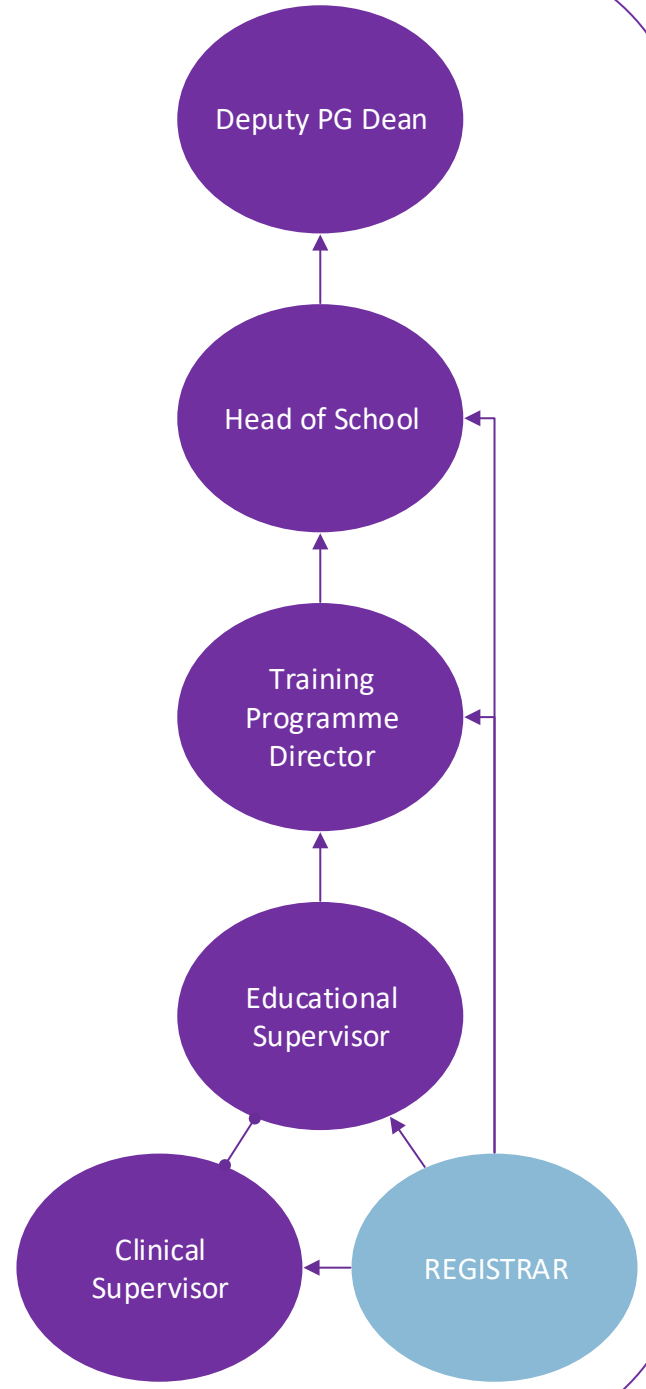 Deputy PG Dean
Head of School
Training
Programme
Director
Educational
Supervisor
Clinical
Supervisor
REGISTRAR